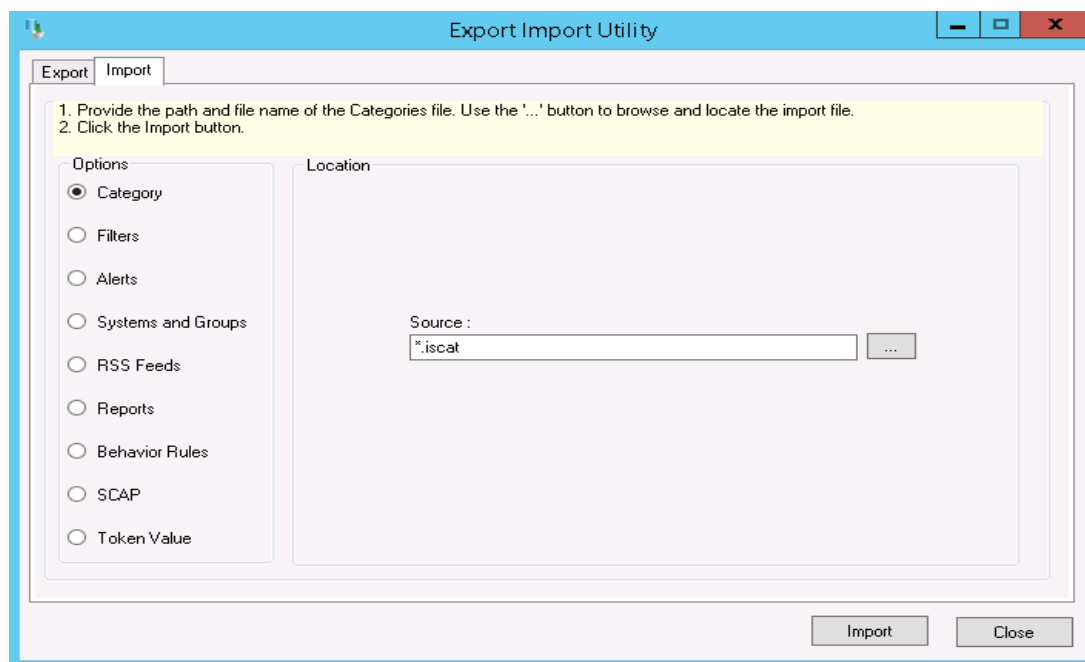 Export Import Utility
Export
Import
1. Provide the path and file name of the Categories file. Use the '...' button to browse and locate the import file.
2. Click the Import button.
Options
Location
Category
Filters
Alerts
Systems and Groups
RSS Feeds
Reports
Behavior Rules
SCAP
Token Value
Source :
*.iscat
...
Import
Close